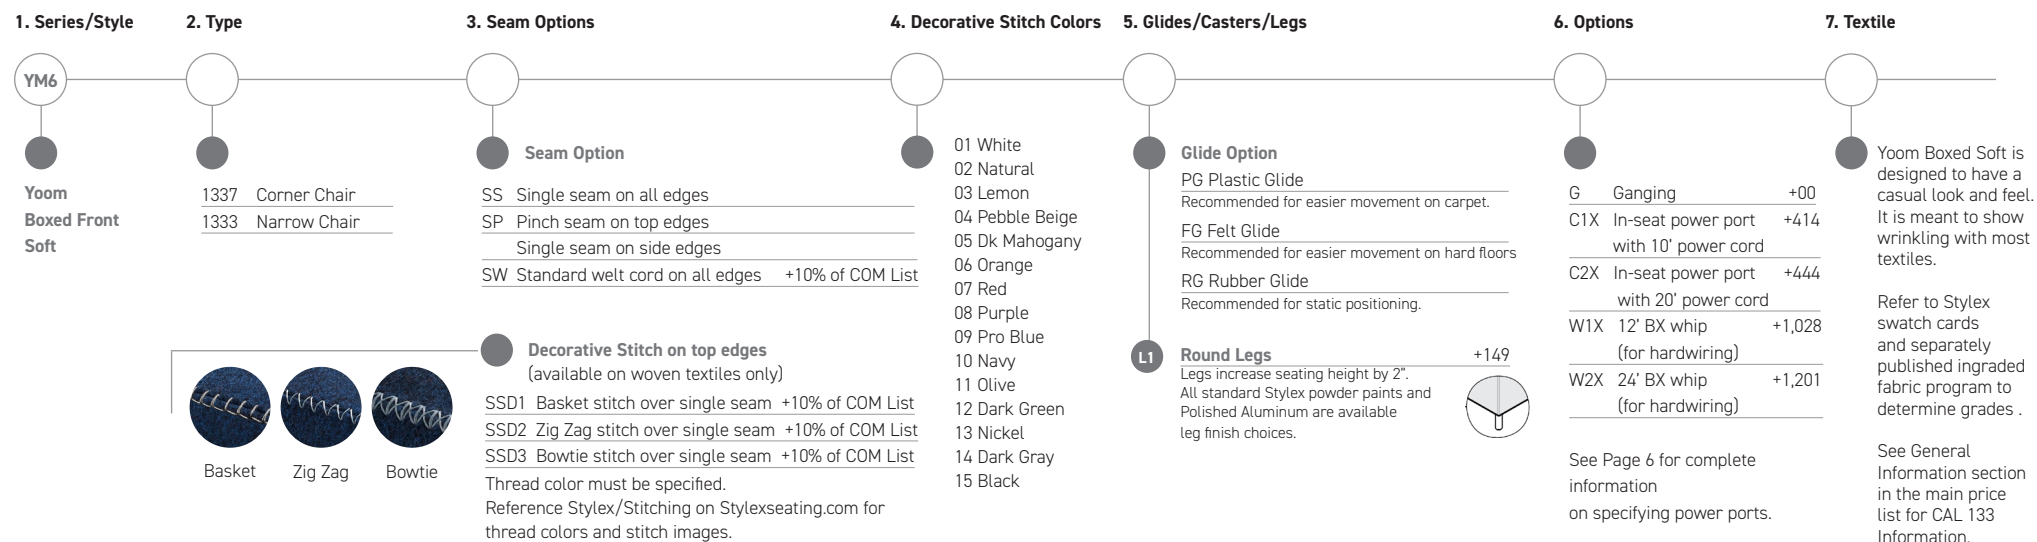 1. Series/Style
2. Type
3. Seam Options
4. Decorative Stitch Colors
5. Glides/Casters/Legs
6. Options
7. Textile
YM6
Yoom
Boxed Front
Soft
1337 Corner Chair
1333 Narrow Chair
Seam Option
SS Single seam on all edges
SP Pinch seam on top edges
Single seam on side edges
SW Standard welt cord on all edges +10% of COM List
Decorative Stitch on top edges
(available on woven textiles only)
SSD1 Basket stitch over single seam +10% of COM List
SSD2 Zig Zag stitch over single seam +10% of COM List
SSD3 Bowtie stitch over single seam +10% of COM List
Thread color must be specified.
Reference Stylex/Stitching on Stylexseating.com for
thread colors and stitch images.
Basket
Zig Zag
Bowtie
01 White
02 Natural
03 Lemon
04 Pebble Beige
05 Dk Mahogany
06 Orange
07 Red
08 Purple
09 Pro Blue
10 Navy
11 Olive
12 Dark Green
13 Nickel
14 Dark Gray
15 Black
Glide Option
PG Plastic Glide
Recommended for easier movement on carpet.
FG Felt Glide
Recommended for easier movement on hard floors
RG Rubber Glide
Recommended for static positioning.
L1
Round Legs +149
Legs increase seating height by 2".
All standard Stylex powder paints and
Polished Aluminum are available
leg finish choices.
G Ganging +00
C1X In-seat power port +414
with 10' power cord
C2X In-seat power port +444
with 20' power cord
W1X 12' BX whip +1,028
(for hardwiring)
W2X 24' BX whip +1,201
(for hardwiring)
See Page 6 for complete
information
on specifying power ports.
Yoom Boxed Soft is
designed to have a
casual look and feel.
It is meant to show
wrinkling with most
textiles.
Refer to Stylex
swatch cards
and separately
published ingraded
fabric program to
determine grades .
See General
Information section
in the main price
list for CAL 133
Information.